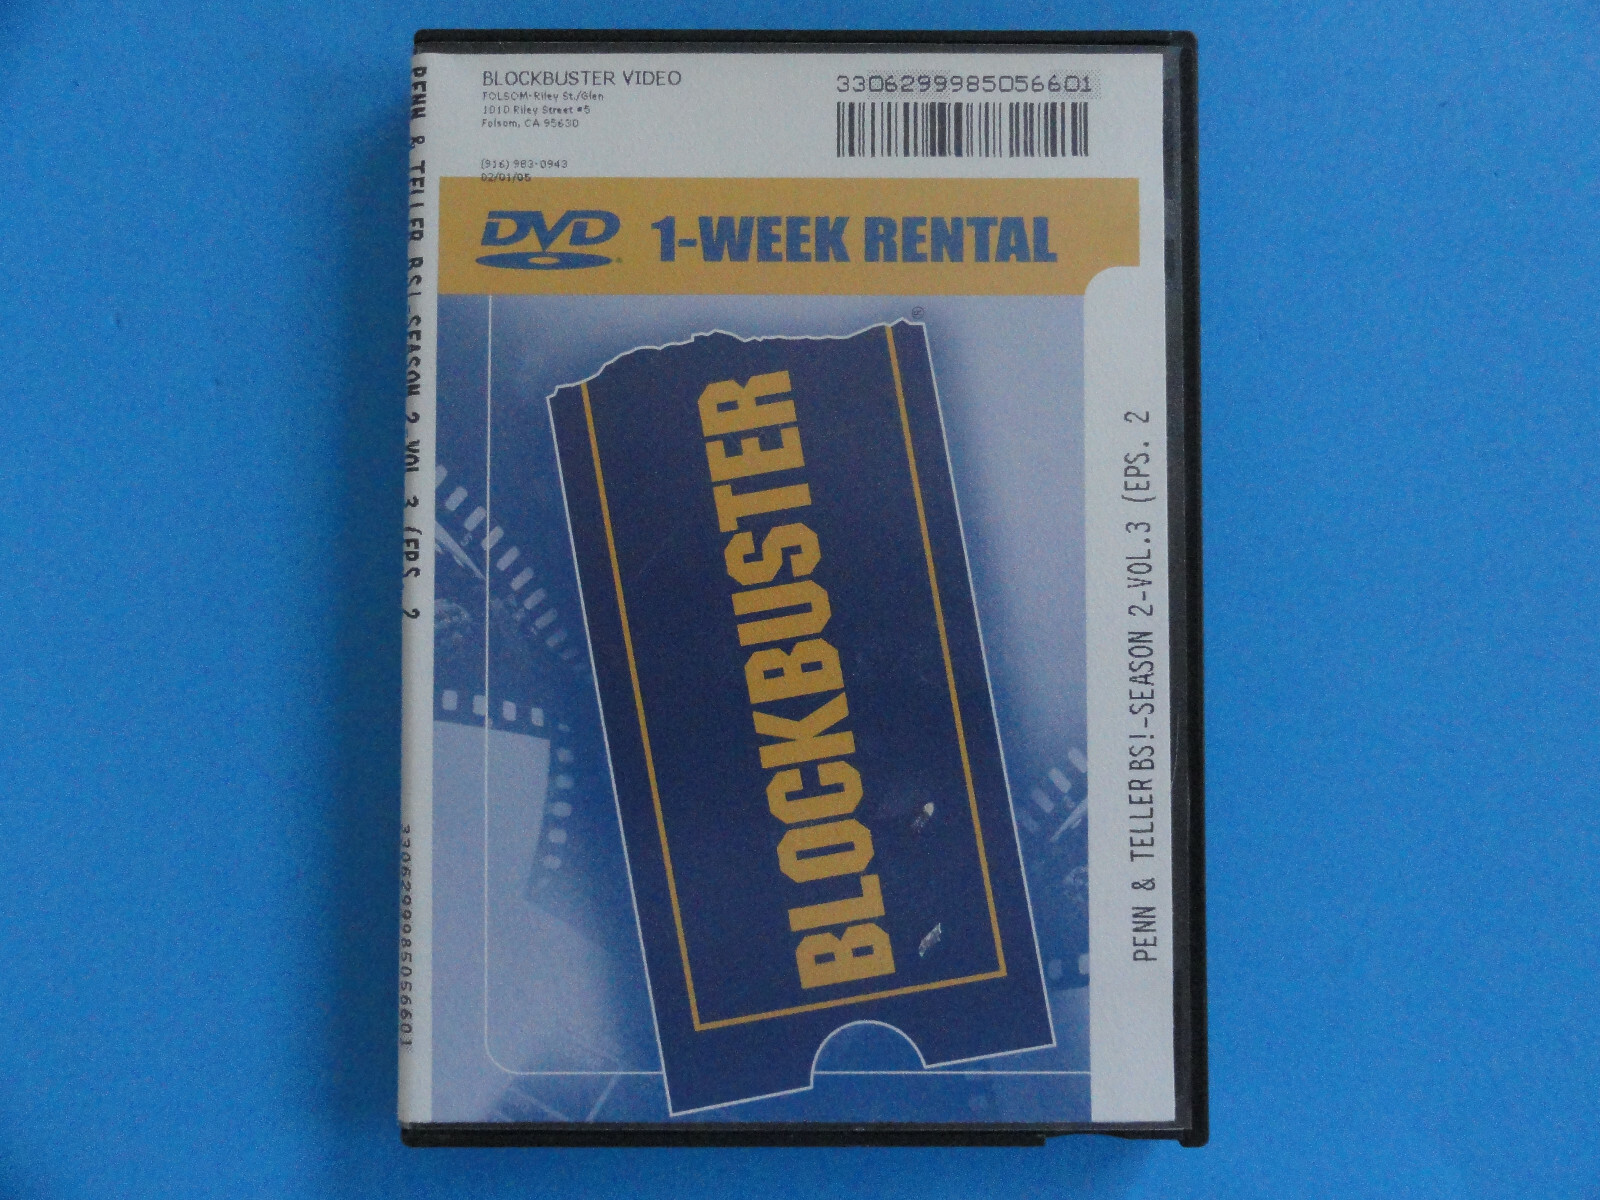 BLOCKBUSTER VIDEO
FOLSOM-Riley St./Glen
1010 Riley Street #5
Folsom, CA 95630
(916) 983-0943
02/01/05
3306299985056601
DVD 1-WEEK RENTAL
BLOCKBUSTER
®
PENN & TELLER BS!-SEASON 2-VOL.3 (EPS. 2
PENN & TELLER BS!-SEASON 2-VOL.3 (EPS. 2
3306299985056601